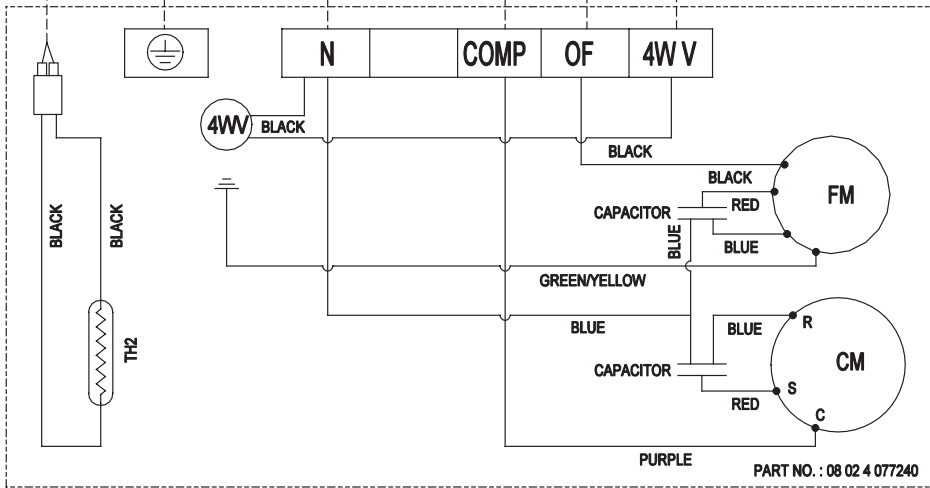 N COMP OF 4W V
4WV
BLACK
BLACK
BLACK
RED
FM
CAPACITOR
BLUE
BLUE
BLACK
BLACK
GREEN/YELLOW
BLUE
BLUE
R
TH2
CAPACITOR
CM
S
RED
C
PURPLE
PART NO. : 08 02 4 077240